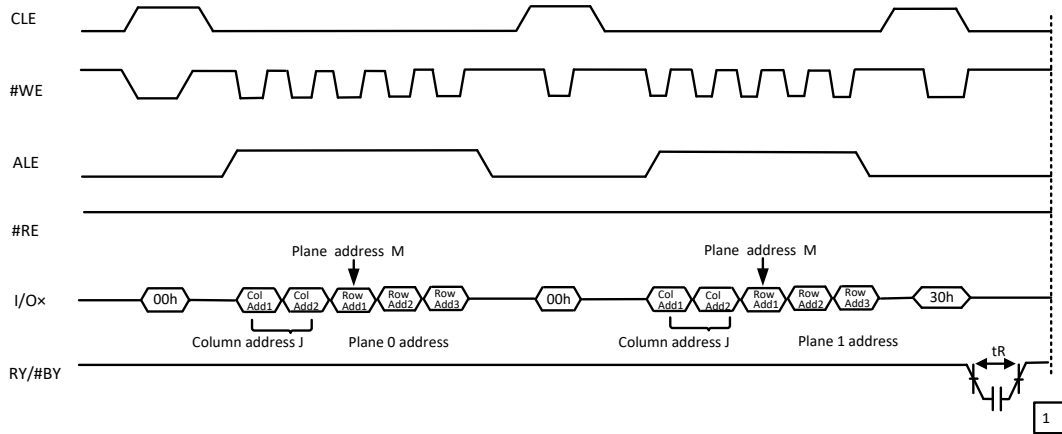 CLE
#WE
ALE
#RE
Plane address M
Plane address M
I/O×
00h
Col Add1
Col Add2
Row Add1
Row Add2
Row Add3
00h
Col Add1
Col Add2
Row Add1
Row Add2
Row Add3
30h
Column address J
Plane 0 address
Column address J
Plane 1 address
tR
RY/#BY
1